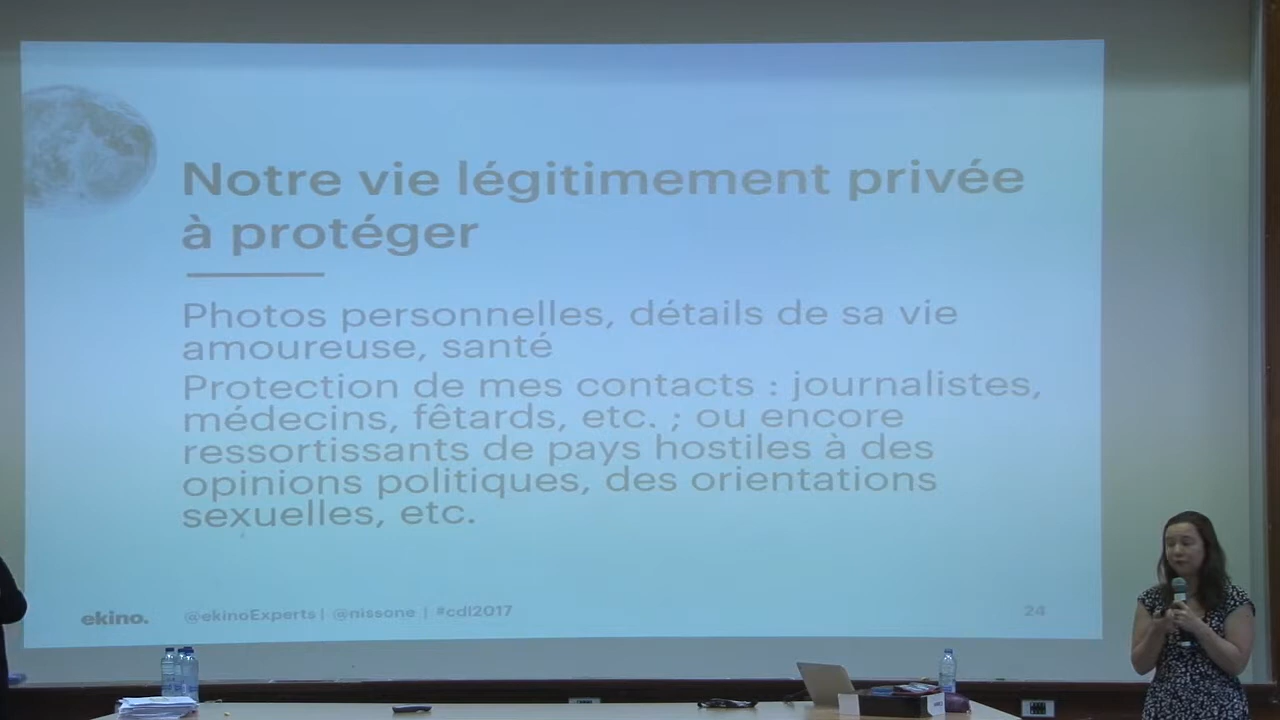 Notre vie légitimement privée
à protéger
Photos personnelles, détails de sa vie
amoureuse, santé
Protection de mes contacts : journalistes,
médecins, fêtards, etc. ; ou encore
ressortissants de pays hostiles à des
opinions politiques, des orientations
sexuelles, etc.
ekino. @ekinoExperts | @nissone | #cdl2017 24